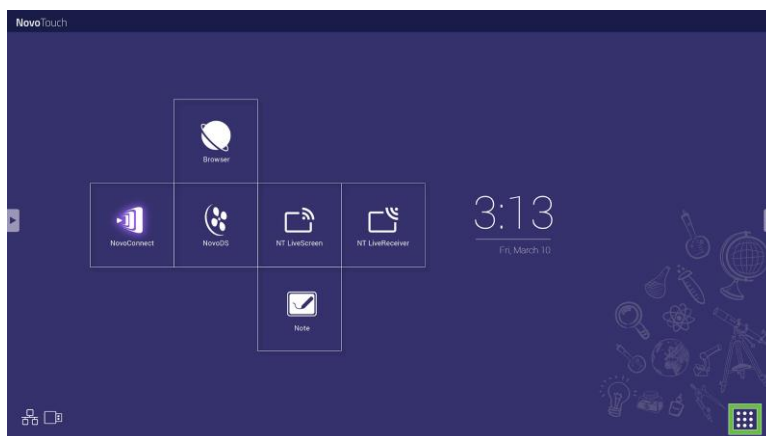 NovoTouch
Browser
NovoConnect
NovoDS
NT LiveScreen
NT LiveReceiver
3:13
Fri, March 10
Note